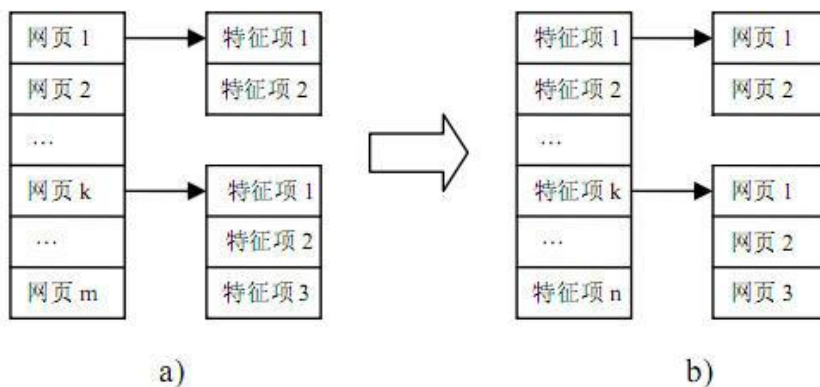 网页 1
网页 2
…
网页 k
…
网页 m
特征项 1
特征项 2
特征项 1
特征项 2
特征项 3
a)
特征项 1
特征项 2
…
特征项 k
…
特征项 n
网页 1
网页 2
网页 1
网页 2
网页 3
b)